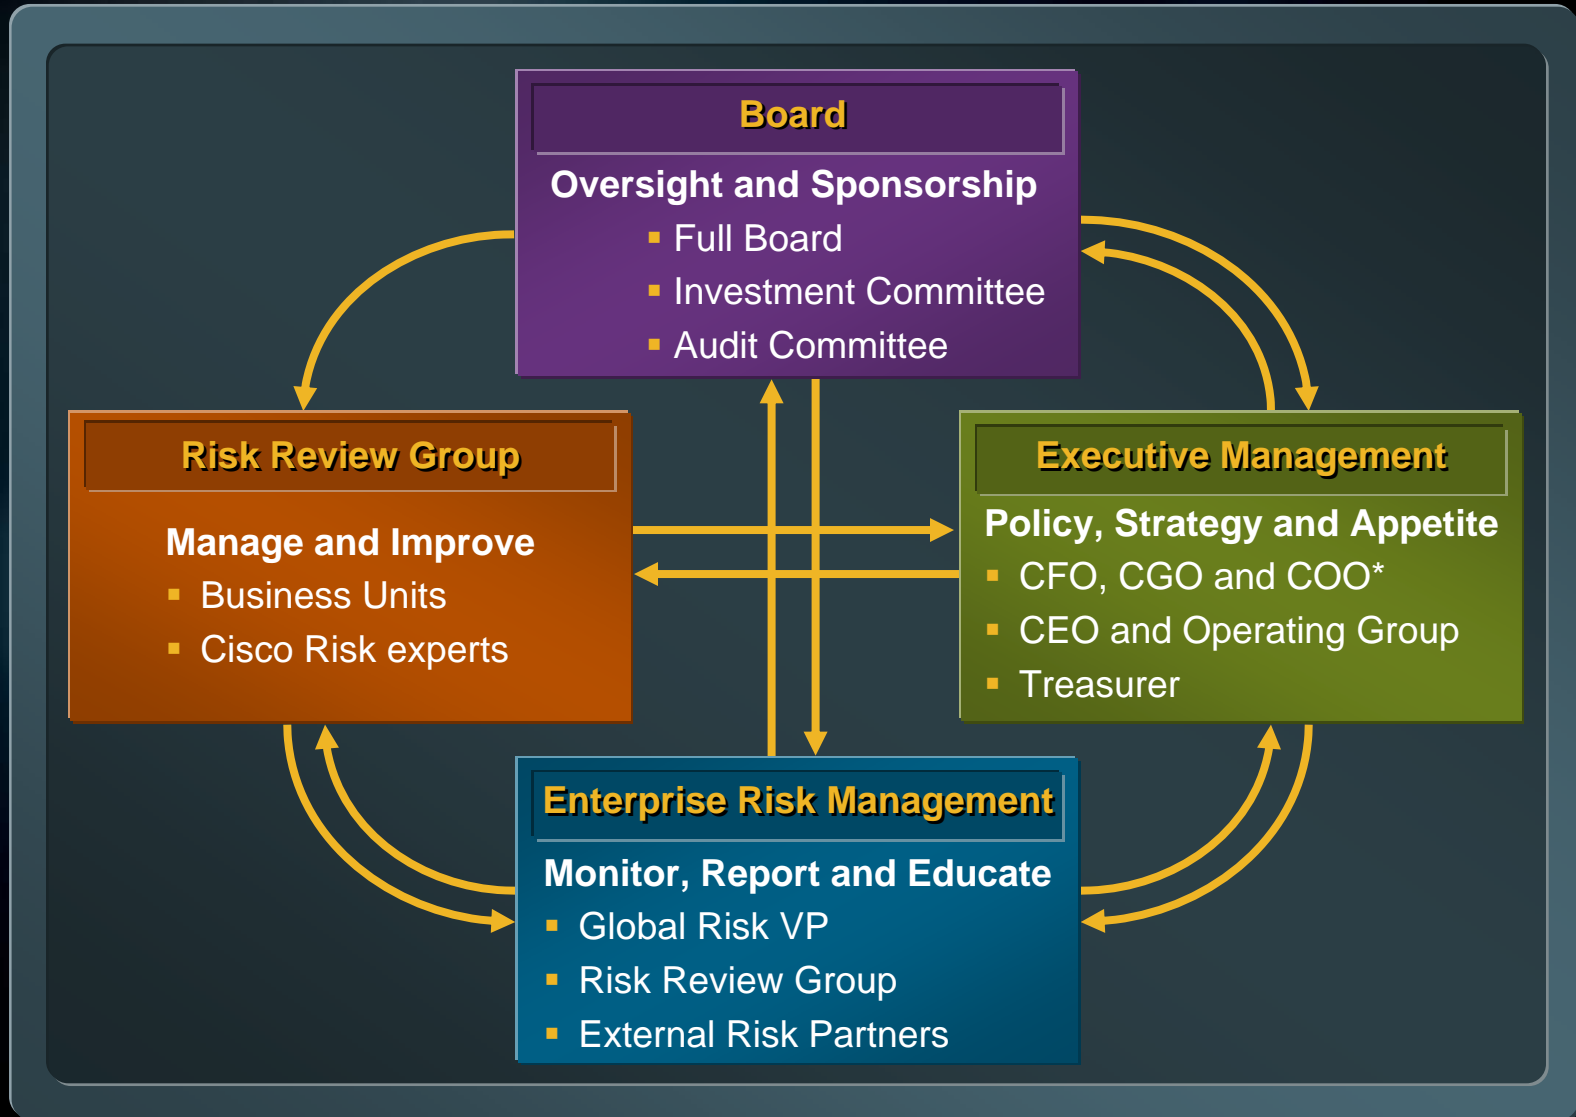 Board
Oversight and Sponsorship
▪ Full Board
▪ Investment Committee
▪ Audit Committee
Risk Review Group
Manage and Improve
▪ Business Units
▪ Cisco Risk experts
Executive Management
Policy, Strategy and Appetite
▪ CFO, CGO and COO*
▪ CEO and Operating Group
▪ Treasurer
Enterprise Risk Management
Monitor, Report and Educate
▪ Global Risk VP
▪ Risk Review Group
▪ External Risk Partners